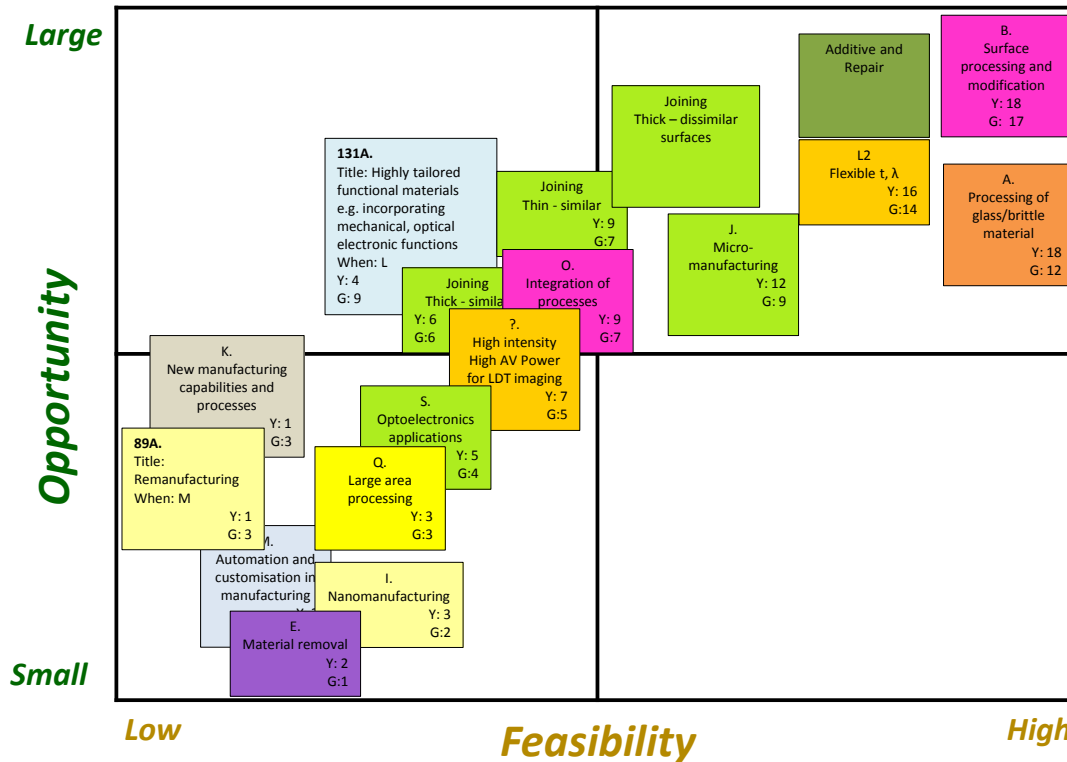 Large
B.
Surface
processing and
modification
Y: 18
G: 17
Additive and
Repair
Joining
Thick – dissimilar
surfaces
L2
Flexible t, λ
Y: 16
G:14
A.
Processing of
glass/brittle
material
Y: 18
G: 12
131A.
Title: Highly tailored
functional materials
e.g. incorporating
mechanical, optical
electronic functions
When: L
Y: 4
G: 9
Joining
Thin - similar
Y: 9
G:7
J.
Micro-
manufacturing
Y: 12
G: 9
O.
Integration of
processes
Y: 9
G:7
Joining
Thick - simila
Y: 6
G:6
?.
High intensity
High AV Power
for LDT imaging
Y: 7
G:5
Opportunity
K.
New manufacturing
capabilities and
processes
Y: 1
G:3
S.
Optoelectronics
applications
Y: 5
G:4
89A.
Title:
Remanufacturing
When: M
Y: 1
G: 3
Q.
Large area
processing
Y: 3
G:3
M.
Automation and
customisation in
manufacturing
I.
Nanomanufacturing
Y: 3
G:2
E.
Material removal
Y: 2
G:1
Small
Low
Feasibility
High